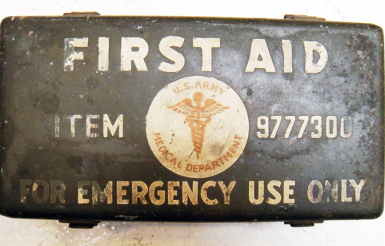 FIRST AID
U.S. ARMY
ITEM 9777300
MEDICAL DEPARTMENT
FOR EMERGENCY USE ONLY